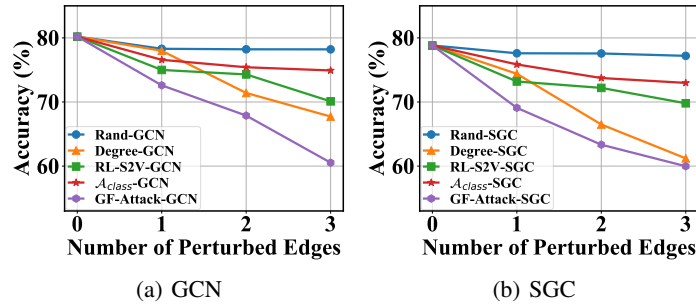 Accuracy (%)
80
70
60
Rand-GCN
Degree-GCN
RL-S2V-GCN
𝒜class-GCN
GF-Attack-GCN
0 1 2 3
Number of Perturbed Edges
(a) GCN
Accuracy (%)
80
70
60
Rand-SGC
Degree-SGC
RL-S2V-SGC
𝒜class-SGC
GF-Attack-SGC
0 1 2 3
Number of Perturbed Edges
(b) SGC